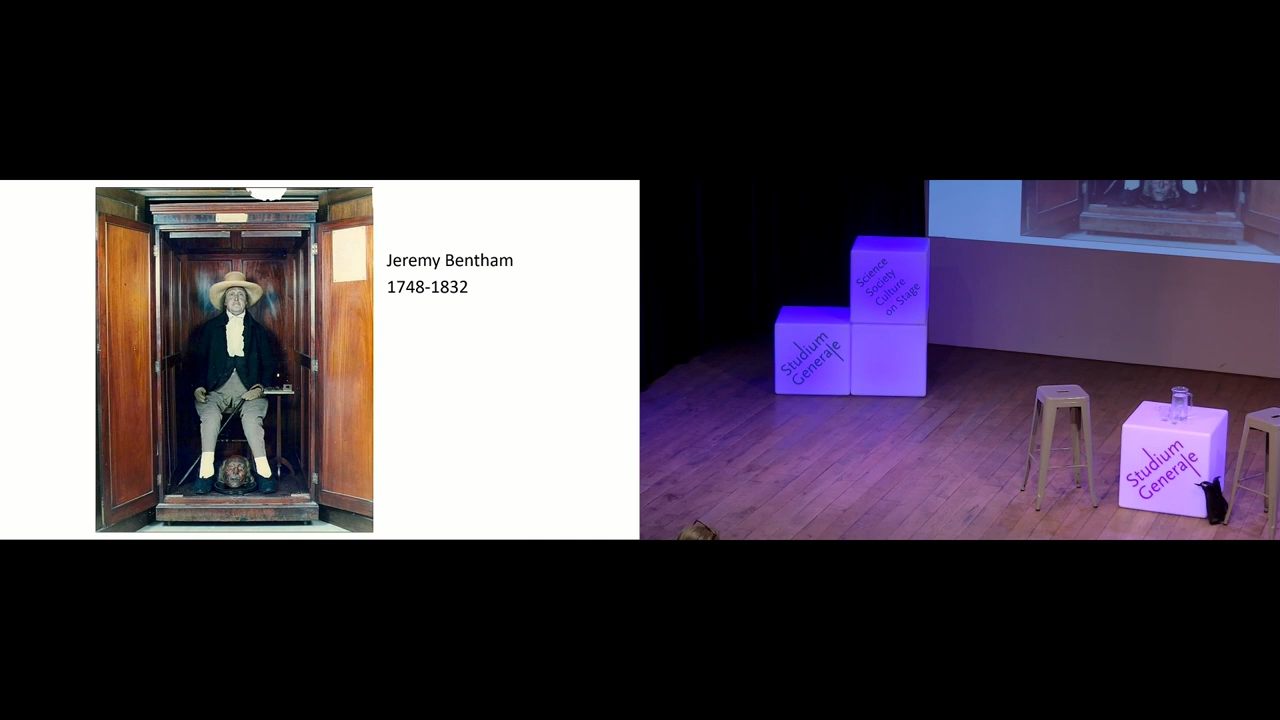 Jeremy Bentham
1748-1832
Science
Society
Culture
on Stage
Studium
Generale
Studium
Generale